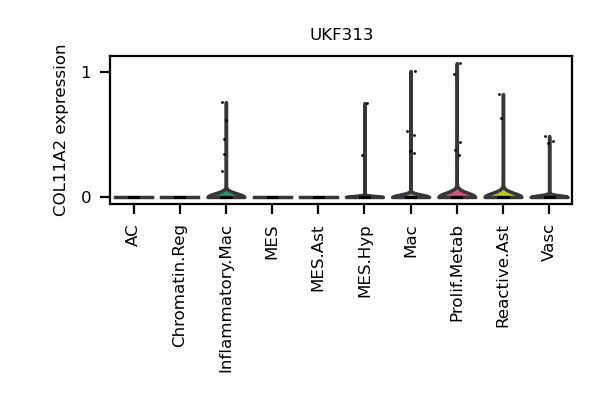 UKF313
COL11A2 expression
1
0
AC
Chromatin.Reg
Inflammatory.Mac
MES
MES.Ast
MES.Hyp
Mac
Prolif.Metab
Reactive.Ast
Vasc